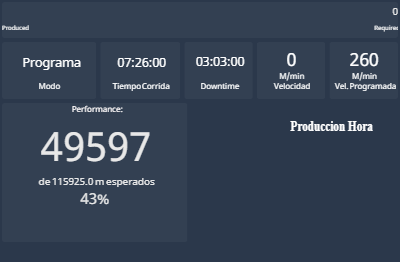 0
Produced Required
Programa 07:26:00 03:03:00 0 260
M/min M/min
Modo Tiempo Corrida Downtime Velocidad Vel. Programada
Performance:
49597
Produccion Hora
de 115925.0 m esperados
43%